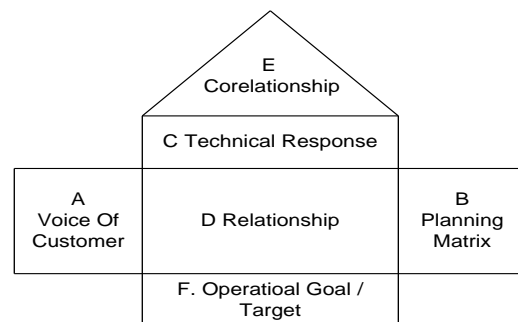 E
Corelationship
C Technical Response
A
Voice Of
Customer
D Relationship
B
Planning
Matrix
F. Operatioal Goal /
Target